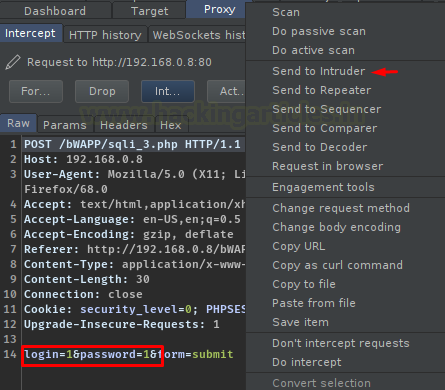 Dashboard Target Proxy
Intercept HTTP history WebSockets hist
Request to http://192.168.0.8:80
For... Drop Int... Act...
www.hackingarticles.in
Raw Params Headers Hex
1 POST /bWAPP/sqli_3.php HTTP/1.1
2 Host: 192.168.0.8
3 User-Agent: Mozilla/5.0 (X11; Li
Firefox/68.0
4 Accept: text/html,application/xh
5 Accept-Language: en-US,en;q=0.5
6 Accept-Encoding: gzip, deflate
7 Referer: http://192.168.0.8/bWAP
8 Content-Type: application/x-www-
9 Content-Length: 30
10 Connection: close
11 Cookie: security_level=0; PHPSES
12 Upgrade-Insecure-Requests: 1
13
14 login=1&password=1&form=submit
Scan
Do passive scan
Do active scan
Send to Intruder
Send to Repeater
Send to Sequencer
Send to Comparer
Send to Decoder
Request in browser
Engagement tools
Change request method
Change body encoding
Copy URL
Copy as curl command
Copy to file
Paste from file
Save item
Don't intercept requests
Do intercept
Convert selection